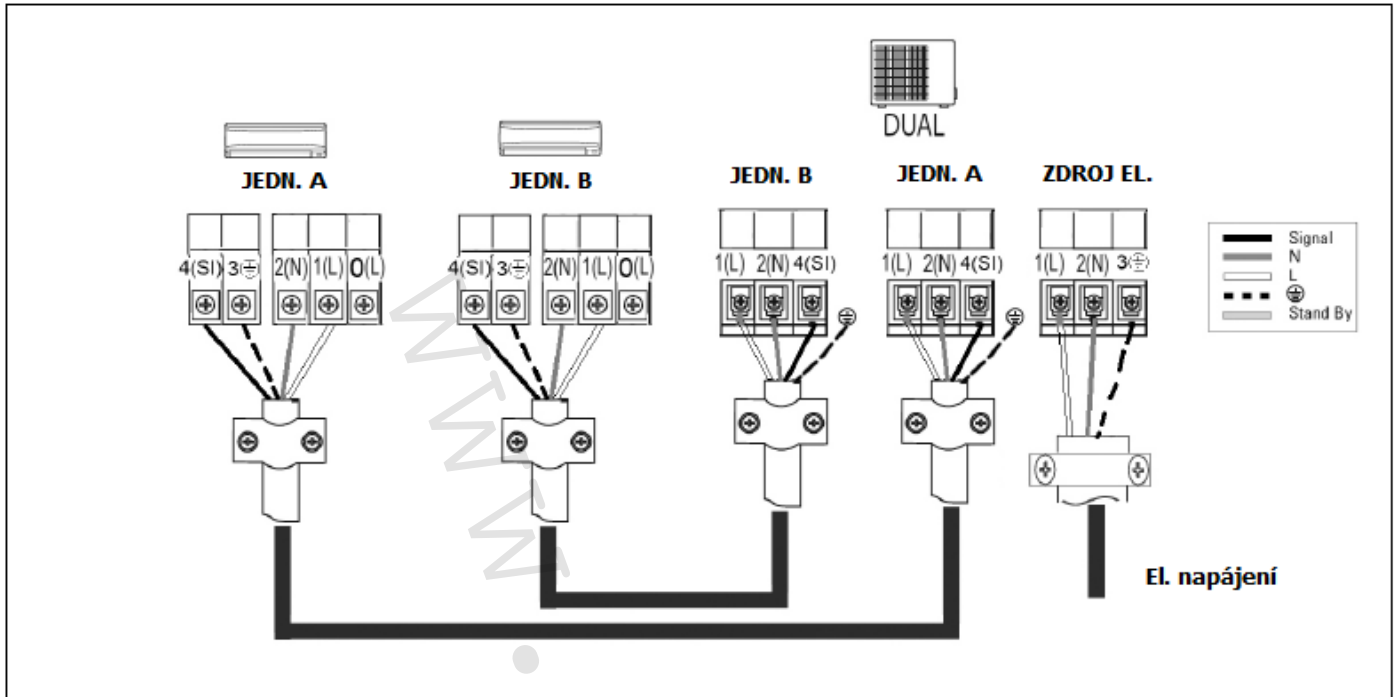 DUAL
JEDN. A
JEDN. B
JEDN. B
JEDN. A
ZDROJ EL.
4(SI) 3(⏚) 2(N) 1(L) 0(L)
4(SI) 3(⏚) 2(N) 1(L) 0(L)
1(L) 2(N) 4(SI)
1(L) 2(N) 4(SI)
1(L) 2(N) 3(⏚)
Signal
N
L
Stand By
El. napájení
www.